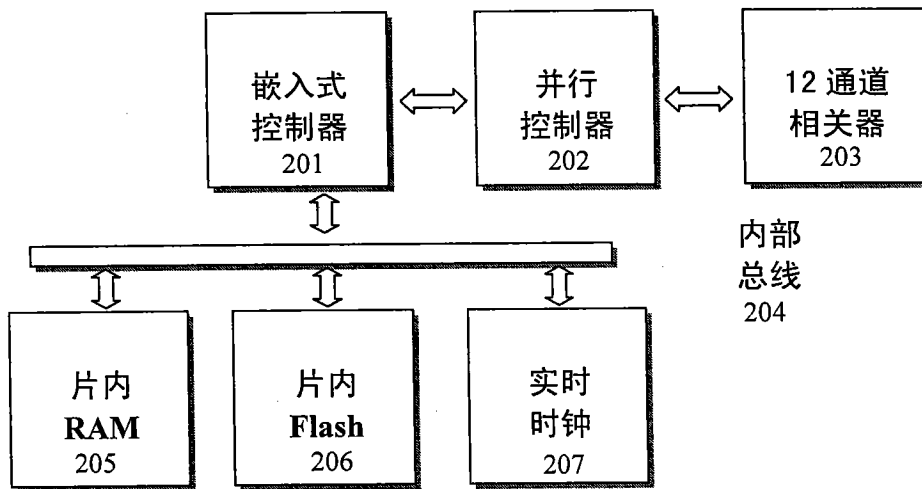 嵌入式
控制器
201
并行
控制器
202
12 通道
相关器
203
内部
总线
204
片内
RAM
205
片内
Flash
206
实时
时钟
207